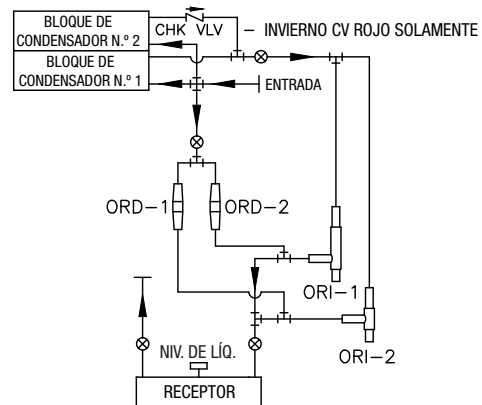 BLOQUE DE
CONDENSADOR N.º 2
CHK VLV
– INVIERNO CV ROJO SOLAMENTE
BLOQUE DE
CONDENSADOR N.º 1
ENTRADA
ORD-1
ORD-2
ORI-1
ORI-2
NIV. DE LÍQ.
RECEPTOR